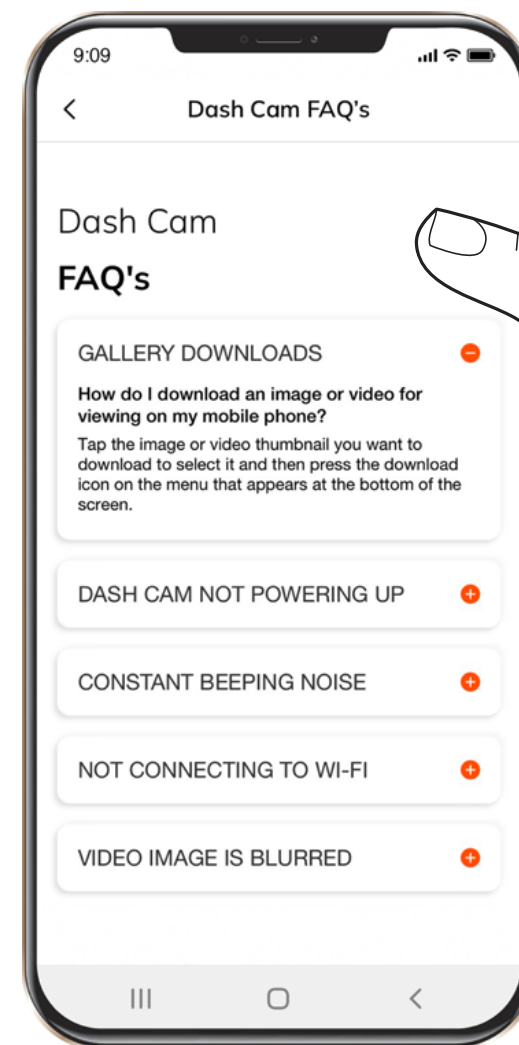 9:09
Dash Cam FAQ's
Dash Cam
FAQ's
GALLERY DOWNLOADS
How do I download an image or video for
viewing on my mobile phone?
Tap the image or video thumbnail you want to
download to select it and then press the download
icon on the menu that appears at the bottom of the
screen.
DASH CAM NOT POWERING UP
CONSTANT BEEPING NOISE
NOT CONNECTING TO WI-FI
VIDEO IMAGE IS BLURRED